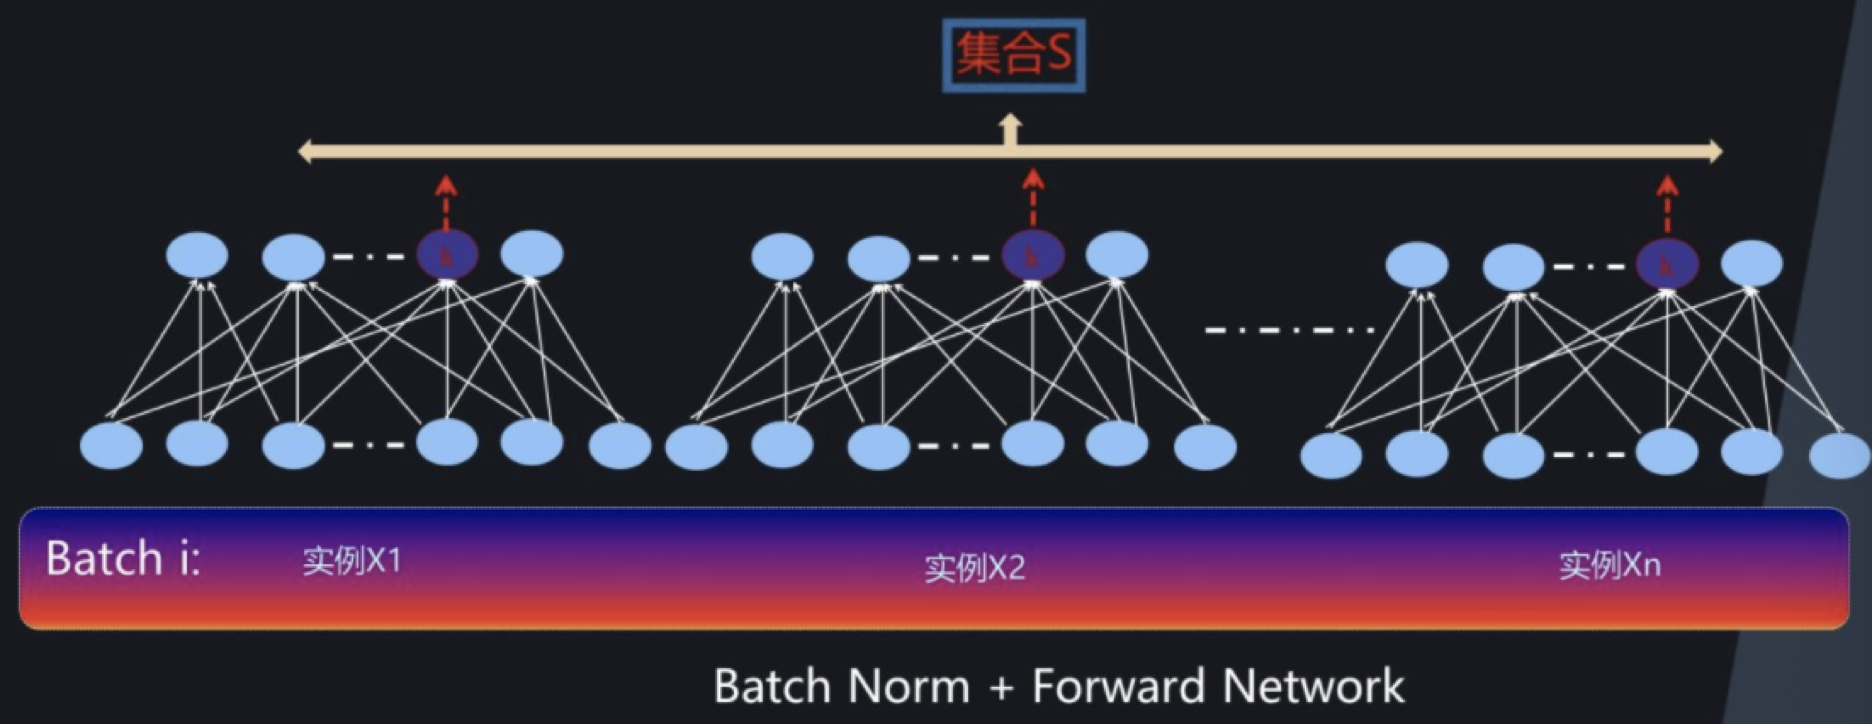 集合S
k
k
k
Batch i:
实例X1
实例X2
实例Xn
Batch Norm + Forward Network